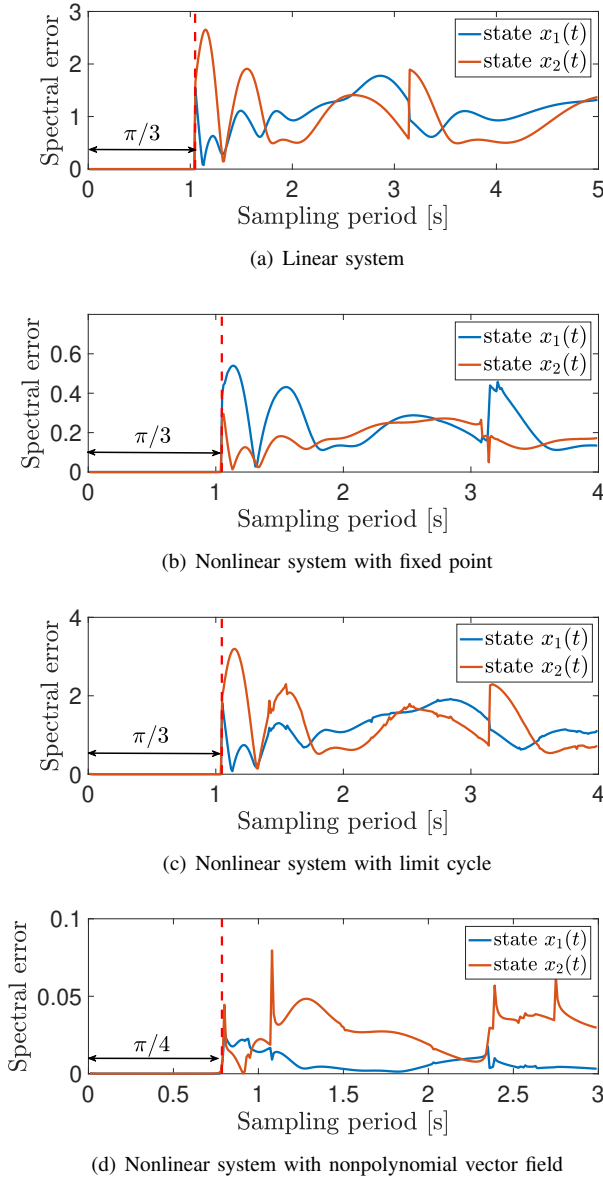 3
2
1
0
Spectral error
π/3
state x₁(t)
state x₂(t)
0 1 2 3 4 5
Sampling period [s]
(a) Linear system
0.6
0.4
0.2
0
Spectral error
π/3
state x₁(t)
state x₂(t)
0 1 2 3 4
Sampling period [s]
(b) Nonlinear system with fixed point
4
2
0
Spectral error
π/3
state x₁(t)
state x₂(t)
0 1 2 3 4
Sampling period [s]
(c) Nonlinear system with limit cycle
0.1
0.05
0
Spectral error
π/4
state x₁(t)
state x₂(t)
0 0.5 1 1.5 2 2.5 3
Sampling period [s]
(d) Nonlinear system with nonpolynomial vector field